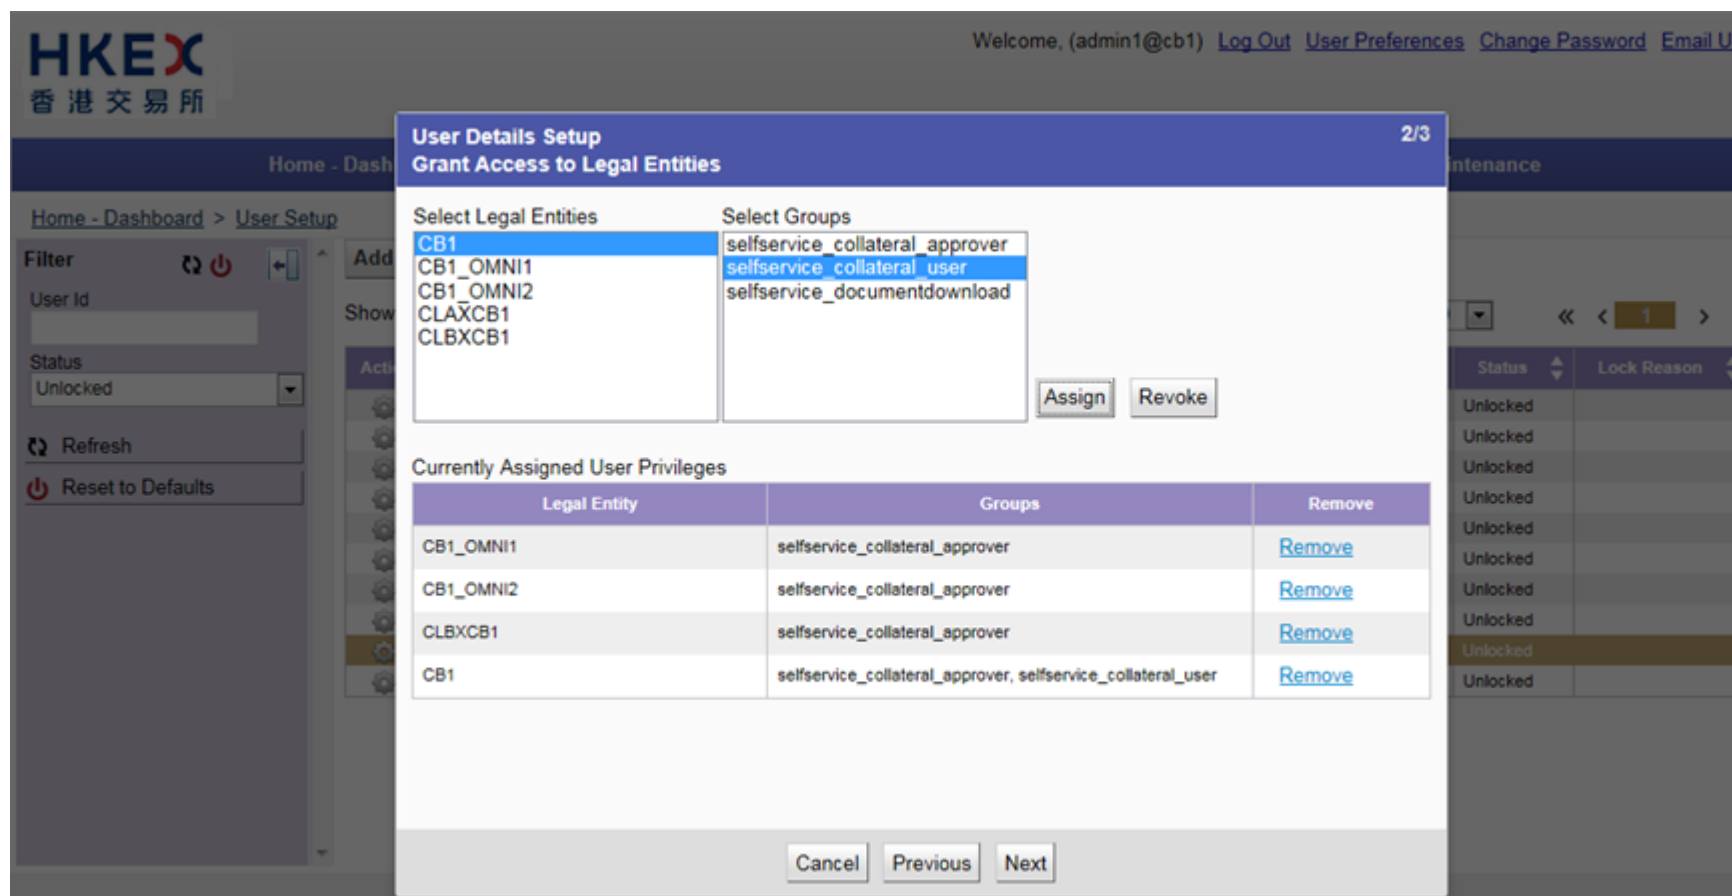 HKEX
香港交易所
Welcome, (admin1@cb1) Log Out User Preferences Change Password Email U
Home - Dash
intenance
Home - Dashboard > User Setup
Filter
User Id
Status
Unlocked
Refresh
Reset to Defaults
Add
Show
Acti
User Details Setup 2/3
Grant Access to Legal Entities
Select Legal Entities
CB1
CB1_OMNI1
CB1_OMNI2
CLAXCB1
CLBXCB1
Select Groups
selfservice_collateral_approver
selfservice_collateral_user
selfservice_documentdownload
Assign Revoke
Currently Assigned User Privileges
Legal Entity Groups Remove
CB1_OMNI1 selfservice_collateral_approver Remove
CB1_OMNI2 selfservice_collateral_approver Remove
CLBXCB1 selfservice_collateral_approver Remove
CB1 selfservice_collateral_approver, selfservice_collateral_user Remove
Cancel Previous Next
« < 1 >
Status Lock Reason
Unlocked
Unlocked
Unlocked
Unlocked
Unlocked
Unlocked
Unlocked
Unlocked
Unlocked
Unlocked